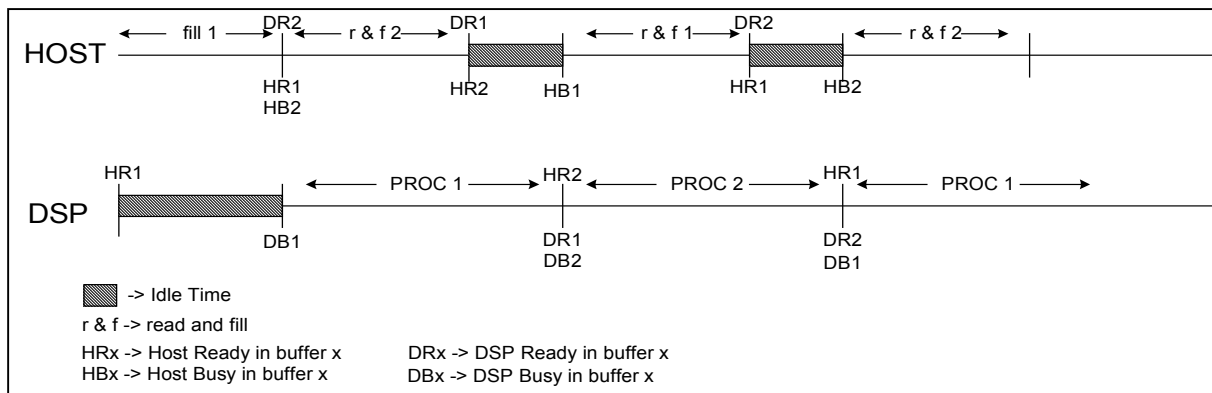 fill 1 DR2 r & f 2 DR1 r & f 1 DR2 r & f 2
HOST
HR1 HR2 HB1 HR1 HB2
HB2
HR1 PROC 1 HR2 PROC 2 HR1 PROC 1
DSP
DB1 DR1 DR2
DB2 DB1
-> Idle Time
r & f -> read and fill
HRx -> Host Ready in buffer x DRx -> DSP Ready in buffer x
HBx -> Host Busy in buffer x DBx -> DSP Busy in buffer x